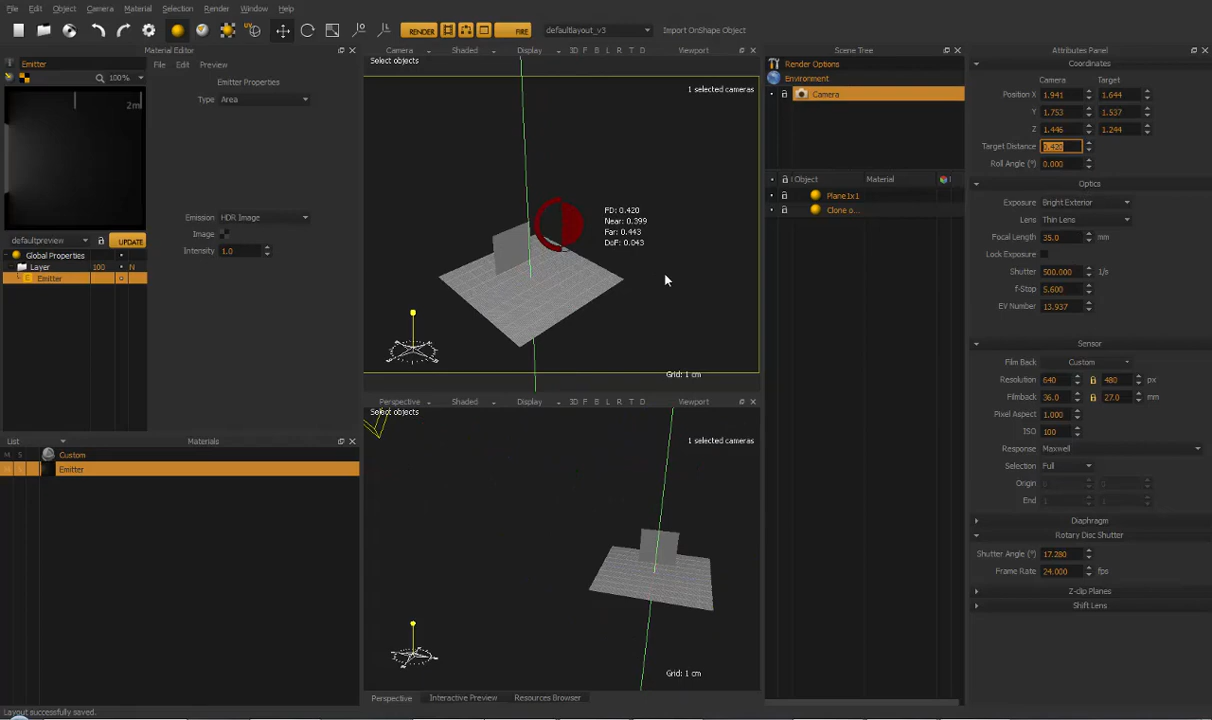 File Edit Object Camera Material Selection Render Window Help
RENDER FIRE defaultlayout_v3 Import OnShape Object
Material Editor
Emitter
File Edit Preview
100%
2m
Emitter Properties
Type Area
Emission HDR Image
Image
Intensity 1.0
defaultpreview UPDATE
Global Properties
Layer 100 N
Emitter
List Materials
M S Custom
Emitter
Camera Shaded Display 3D F B L R T D Viewport
Select objects
1 selected cameras
FD: 0.420
Near: 0.399
Far: 0.443
DoF: 0.043
Grid: 1 cm
Perspective Shaded Display 3D F B L R T D Viewport
Select objects
1 selected cameras
Grid: 1 cm
Perspective Interactive Preview Resources Browser
Scene Tree
Render Options
Environment
Camera
Object Material
Plane1x1
Clone o...
Attributes Panel
Coordinates
Camera Target
Position X 1.941 1.644
Y 1.753 1.537
Z 1.446 1.244
Target Distance 0.420
Roll Angle (°) 0.000
Optics
Exposure Bright Exterior
Lens Thin Lens
Focal Length 35.0 mm
Lock Exposure
Shutter 500.000 1/s
f-Stop 5.600
EV Number 13.937
Sensor
Film Back Custom
Resolution 640 480 px
Filmback 36.0 27.0 mm
Pixel Aspect 1.000
ISO 100
Response Maxwell
Selection Full
Origin
End
Diaphragm
Rotary Disc Shutter
Shutter Angle (°) 17.280
Frame Rate 24.000 fps
Z-clip Planes
Shift Lens
Layout successfully saved.